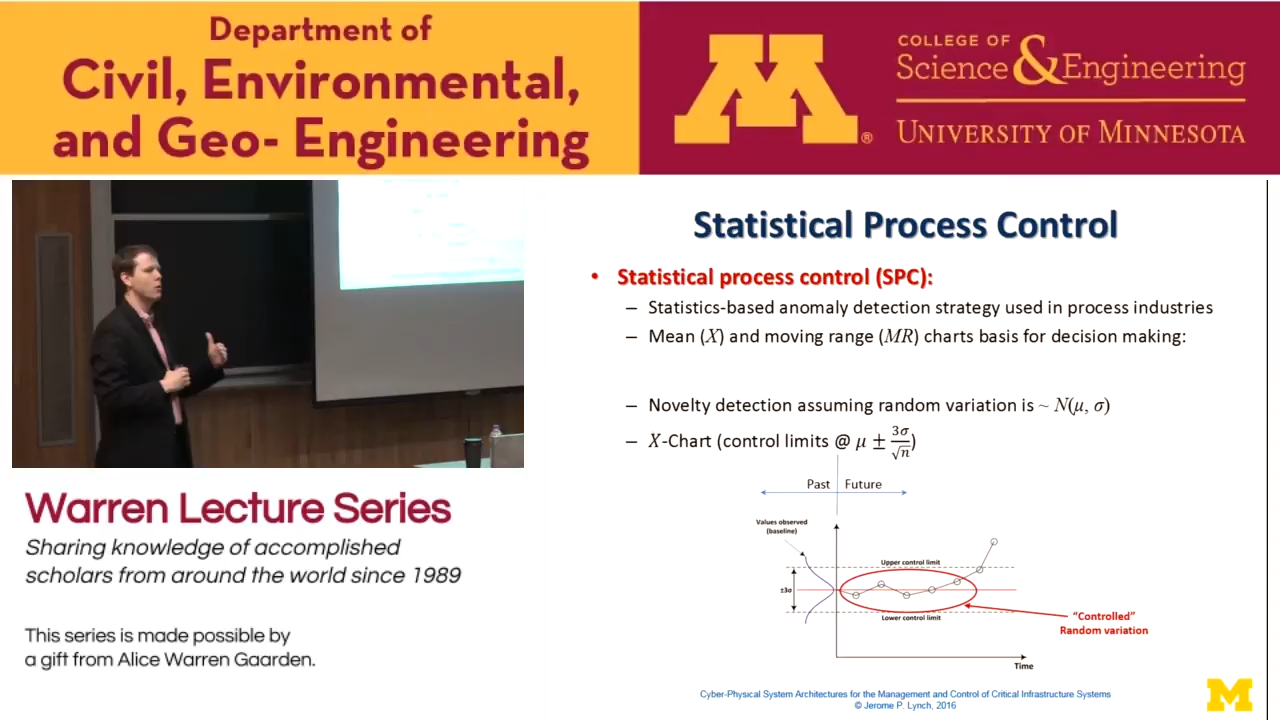 Department of
Civil, Environmental,
and Geo- Engineering
M®
COLLEGE OF
Science & Engineering
UNIVERSITY OF MINNESOTA
Statistical Process Control
• Statistical process control (SPC):
– Statistics-based anomaly detection strategy used in process industries
– Mean (X) and moving range (MR) charts basis for decision making:
– Novelty detection assuming random variation is ~ N(μ, σ)
– X-Chart (control limits @ μ ± 3σ/√n)
Past
Future
Values observed
(baseline)
Upper control limit
±3σ
Lower control limit
"Controlled"
Random variation
Time
Cyber-Physical System Architectures for the Management and Control of Critical Infrastructure Systems
© Jerome P. Lynch, 2016
M
Warren Lecture Series
Sharing knowledge of accomplished
scholars from around the world since 1989
This series is made possible by
a gift from Alice Warren Gaarden.